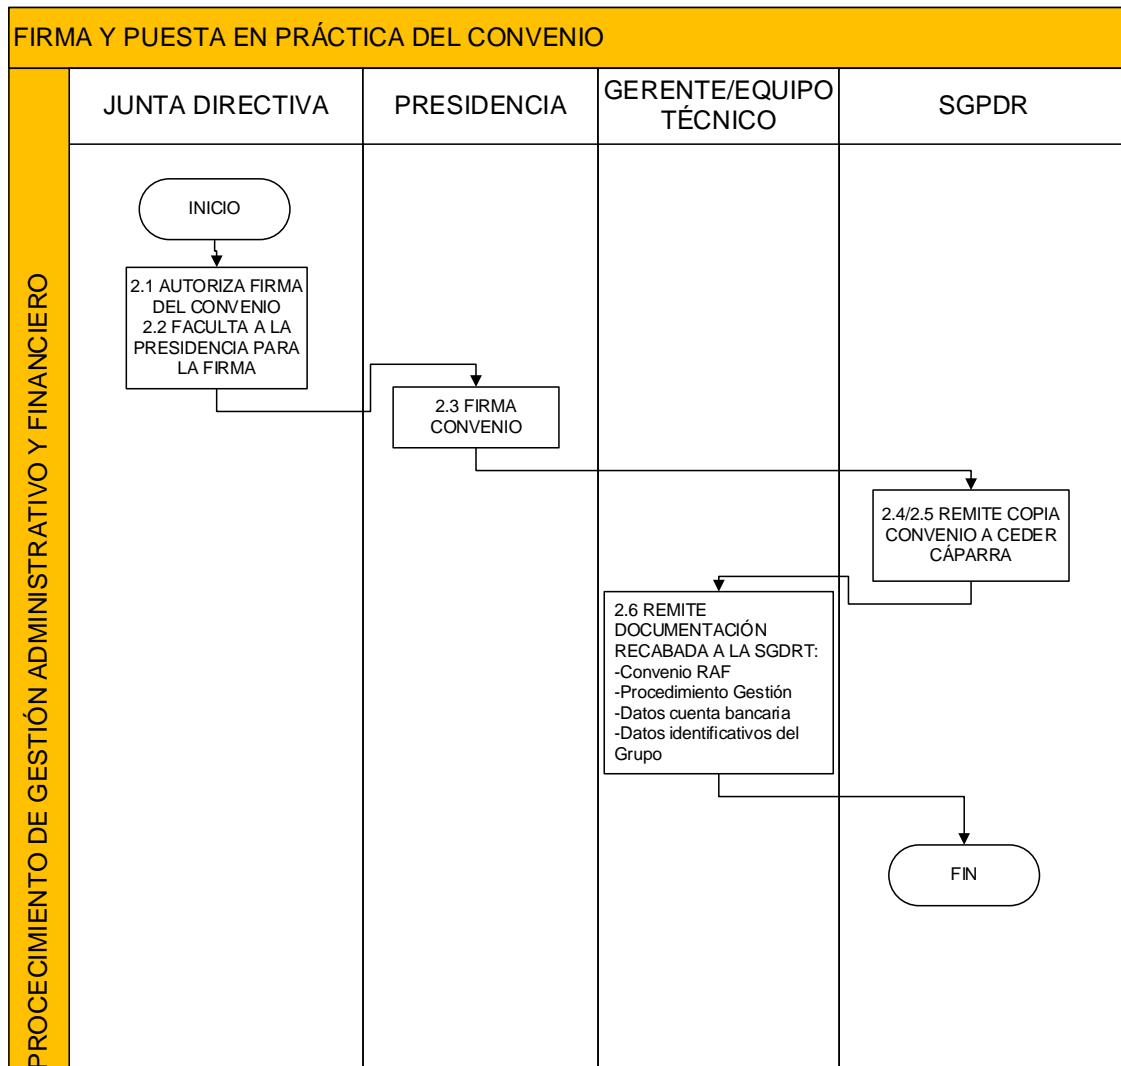 FIRMA Y PUESTA EN PRÁCTICA DEL CONVENIO
PROCECIMIENTO DE GESTIÓN ADMINISTRATIVO Y FINANCIERO
JUNTA DIRECTIVA
PRESIDENCIA
GERENTE/EQUIPO
TÉCNICO
SGPDR
INICIO
2.1 AUTORIZA FIRMA
DEL CONVENIO
2.2 FACULTA A LA
PRESIDENCIA PARA
LA FIRMA
2.3 FIRMA
CONVENIO
2.4/2.5 REMITE COPIA
CONVENIO A CEDER
CÁPARRA
2.6 REMITE
DOCUMENTACIÓN
RECABADA A LA SGDRT:
-Convenio RAF
-Procedimiento Gestión
-Datos cuenta bancaria
-Datos identificativos del
Grupo
FIN